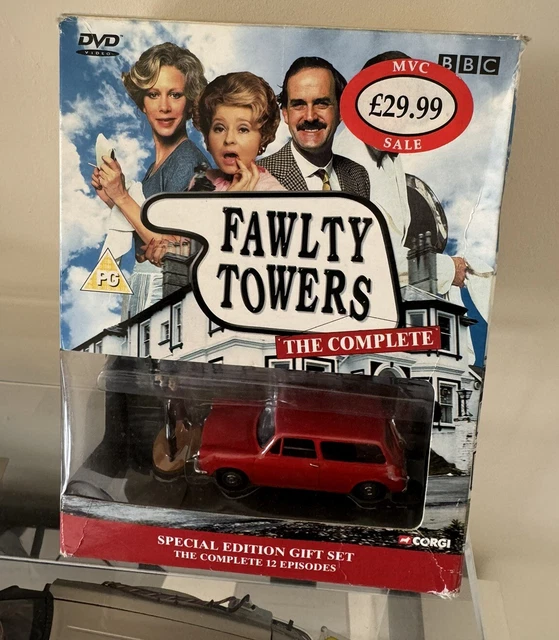 DVD
VIDEO
BBC
MVC
£29.99
SALE
FAWLTY
TOWERS
PG
THE COMPLETE
CORGI
SPECIAL EDITION GIFT SET
THE COMPLETE 12 EPISODES